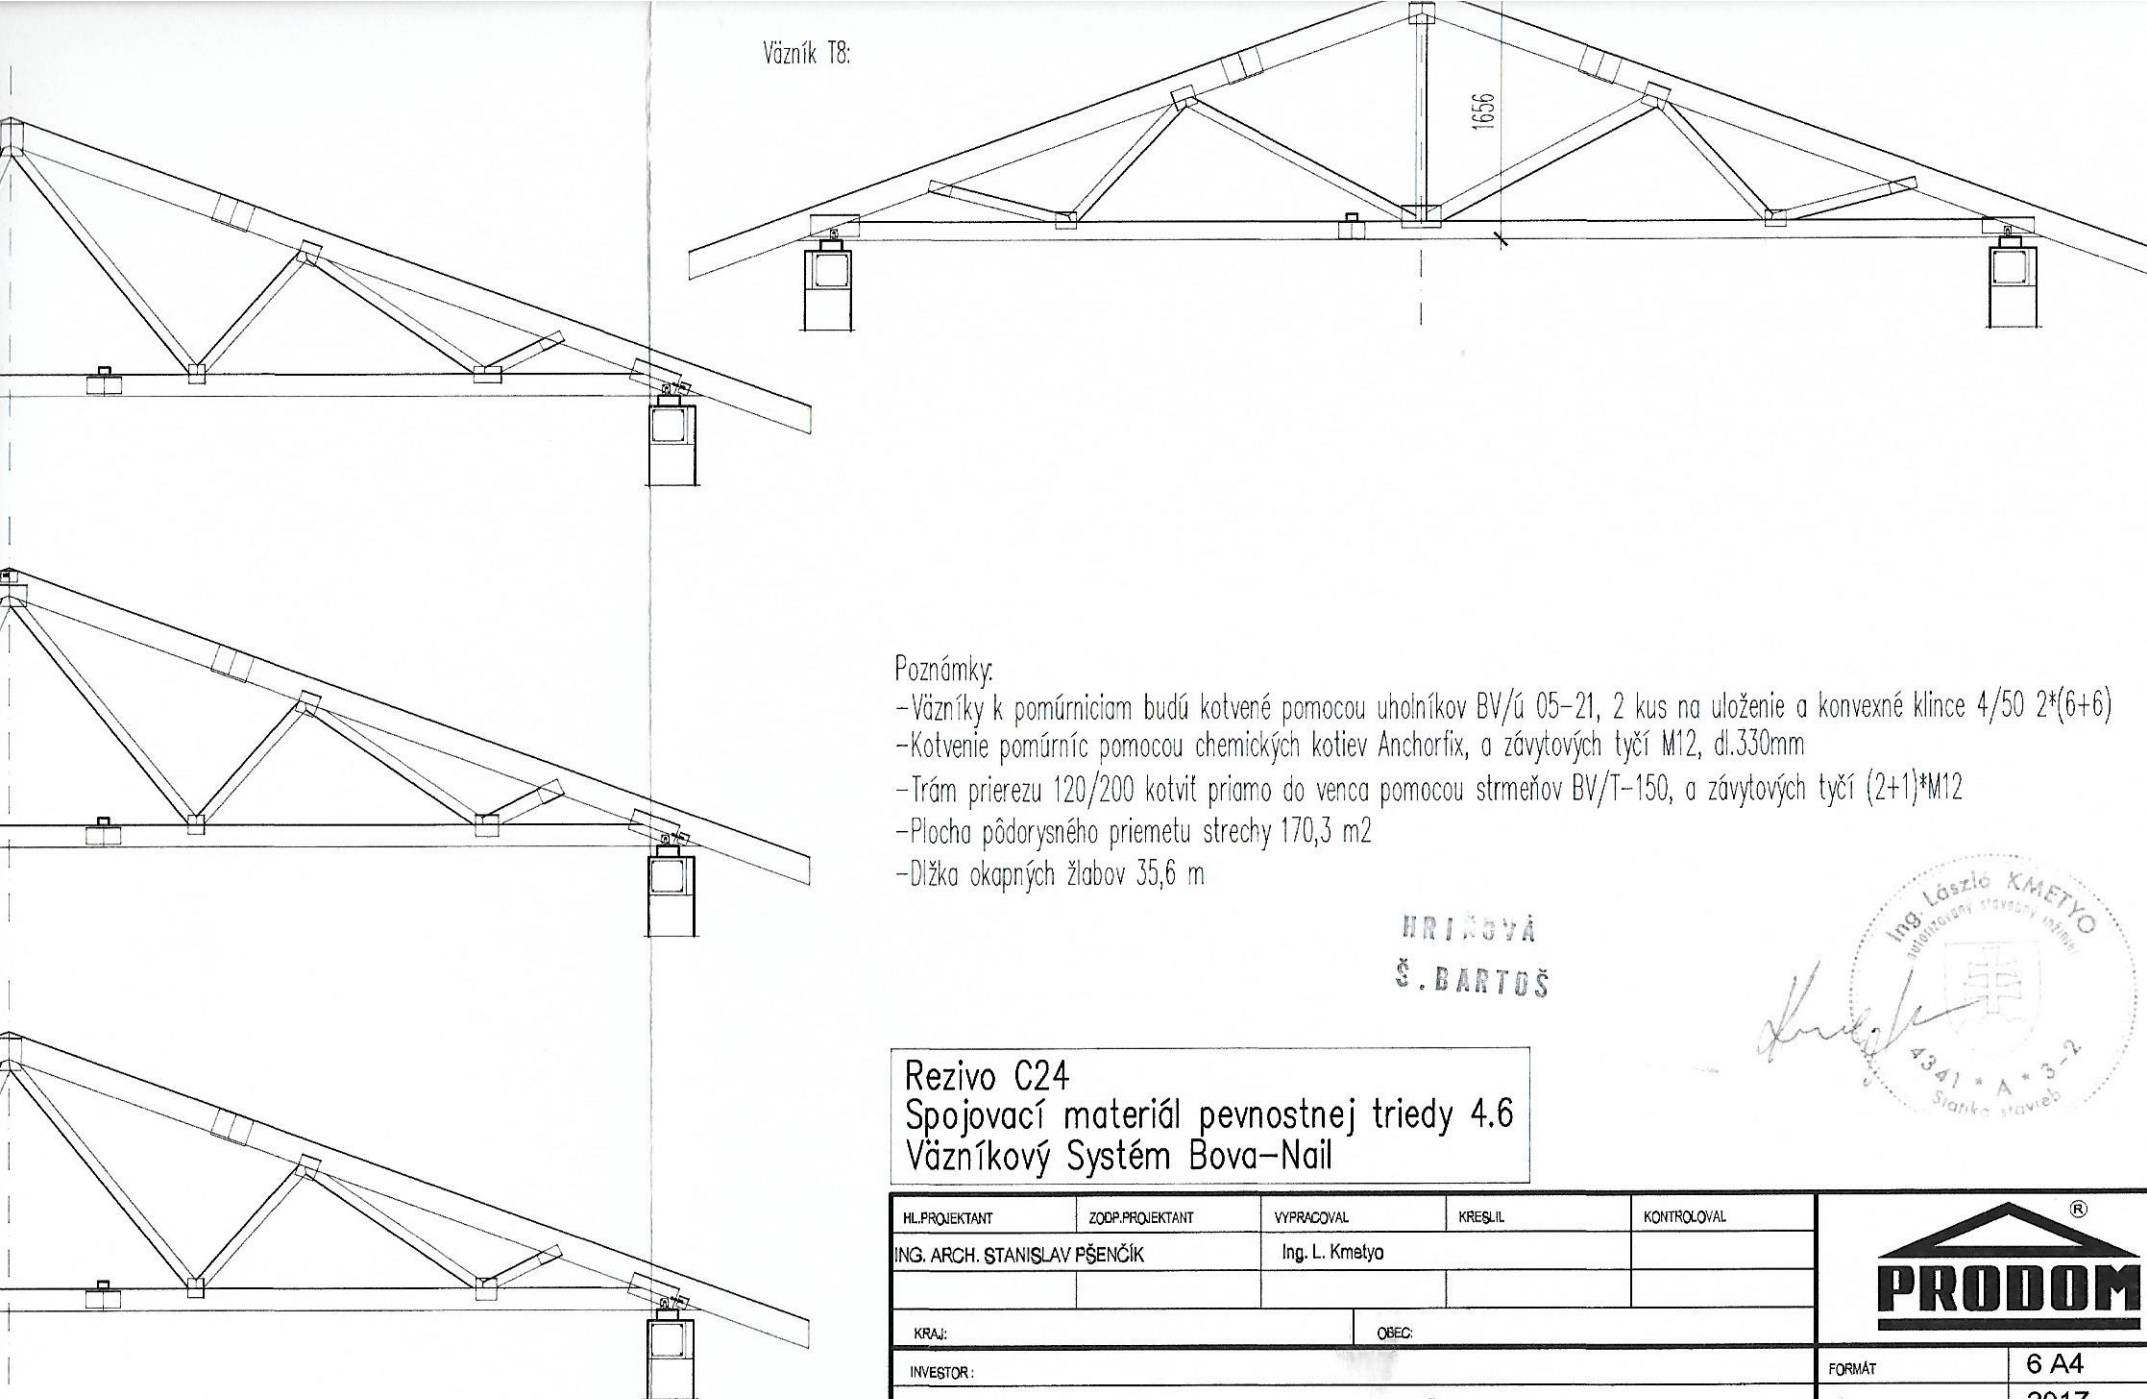 Väzník T8:
1656
Poznámky:
-Väzníky k pomúrniciam budú kotvené pomocou uholníkov BV/ú 05-21, 2 kus na uloženie a konvexné klince 4/50 2*(6+6)
-Kotvenie pomúrníc pomocou chemických kotiev Anchorfix, a závytových tyčí M12, dl.330mm
-Trám prierezu 120/200 kotviť priamo do venca pomocou strmeňov BV/T-150, a závytových tyčí (2+1)*M12
-Plocha pôdorysného priemetu strechy 170,3 m2
-Dĺžka okapných žlabov 35,6 m
HRIŇOVÁ
Š.BARTOŠ
Ing. László KMETYO
autorizovaný stavebný inžinier
4341 * A * 3-2
Statika stavieb
Rezivo C24
Spojovací materiál pevnostnej triedy 4.6
Väzníkový Systém Bova-Nail
HL.PROJEKTANT ZODP.PROJEKTANT VYPRACOVAL KRESLIL KONTROLOVAL
ING. ARCH. STANISLAV PŠENČÍK Ing. L. Kmetyo
PRODOM ®
KRAJ: OBEC:
INVESTOR: FORMÁT 6 A4
2017